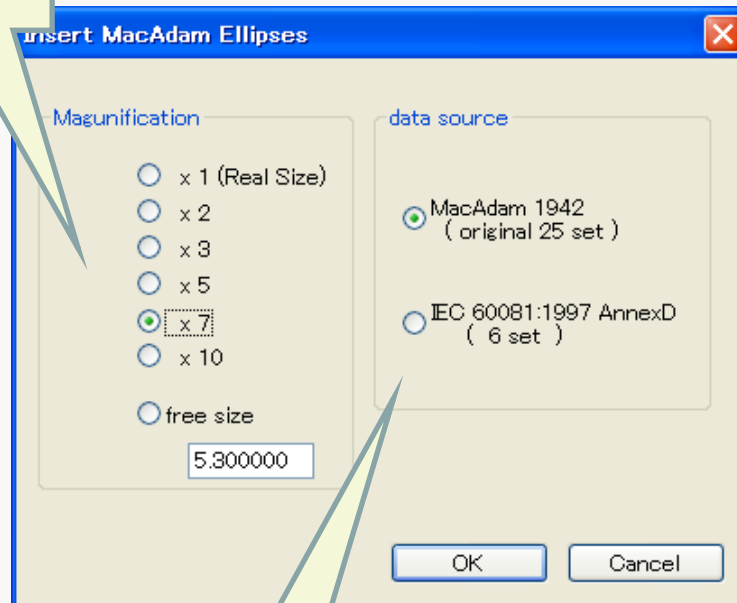 Insert MacAdam Ellipses
Magunification
x 1 (Real Size)
x 2
x 3
x 5
x 7
x 10
free size
5.300000
data source
MacAdam 1942
( original 25 set )
IEC 60081:1997 AnnexD
( 6 set )
OK
Cancel